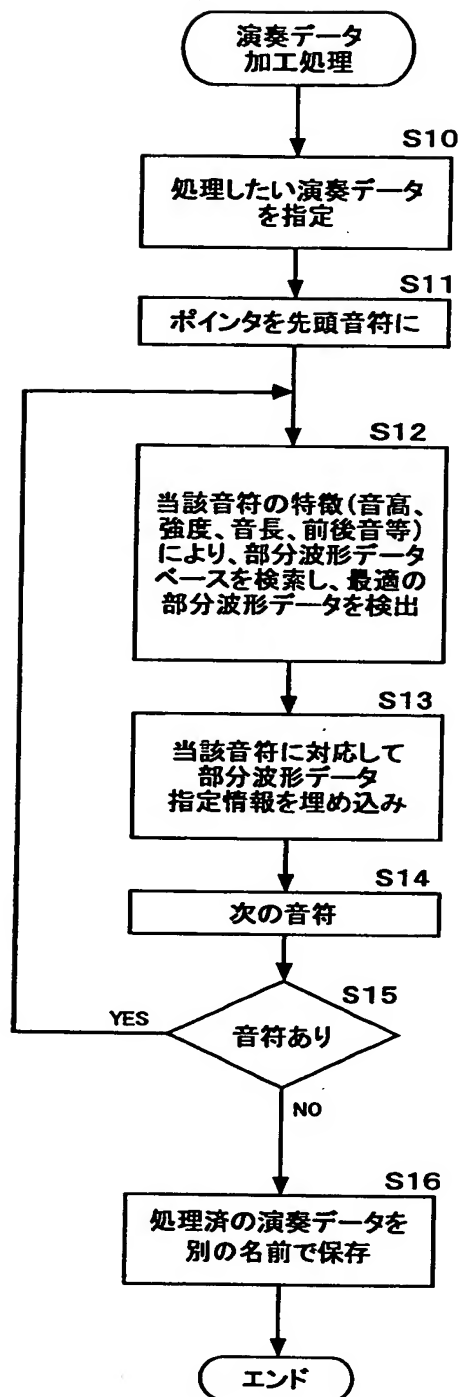 演奏データ
加工処理
S10
処理したい演奏データ
を指定
S11
ポインタを先頭音符に
S12
当該音符の特徴(音高、
強度、音長、前後音等)
により、部分波形データ
ベースを検索し、最適の
部分波形データを検出
S13
当該音符に対応して
部分波形データ
指定情報を埋め込み
S14
次の音符
S15
YES
音符あり
NO
S16
処理済の演奏データを
別の名前で保存
エンド